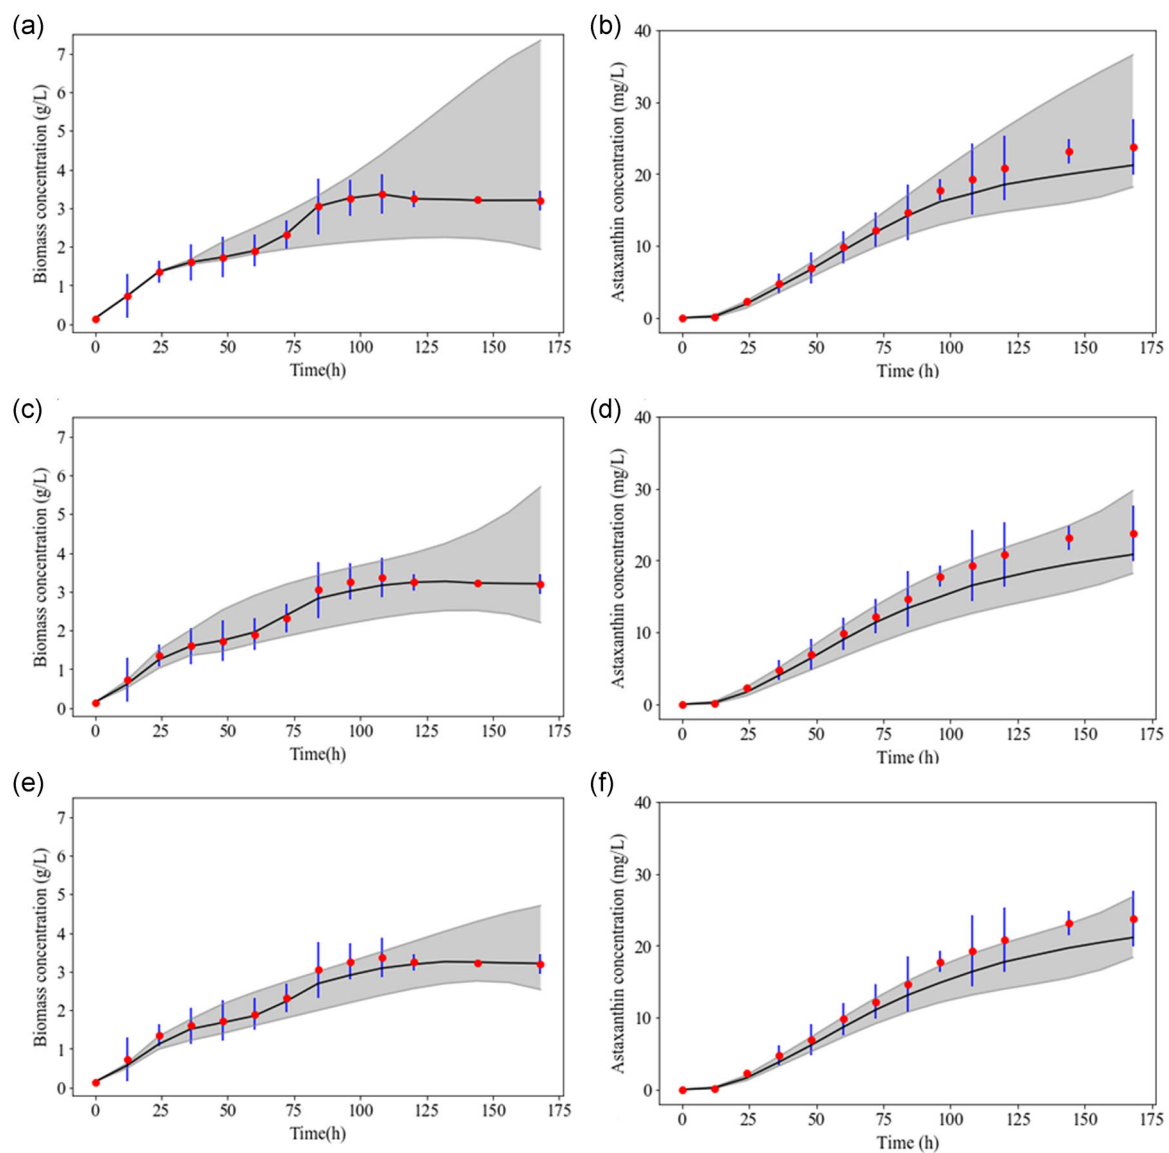 (a)
Biomass concentration (g/L)
7
6
5
4
3
2
1
0
0 25 50 75 100 125 150 175
Time(h)
(b)
Astaxanthin concentration (mg/L)
40
30
20
10
0
0 25 50 75 100 125 150 175
Time (h)
(c)
Biomass concentration (g/L)
7
6
5
4
3
2
1
0
0 25 50 75 100 125 150 175
Time(h)
(d)
Astaxanthin concentration (mg/L)
40
30
20
10
0
0 25 50 75 100 125 150 175
Time (h)
(e)
Biomass concentration (g/L)
7
6
5
4
3
2
1
0
0 25 50 75 100 125 150 175
Time(h)
(f)
Astaxanthin concentration (mg/L)
40
30
20
10
0
0 25 50 75 100 125 150 175
Time (h)